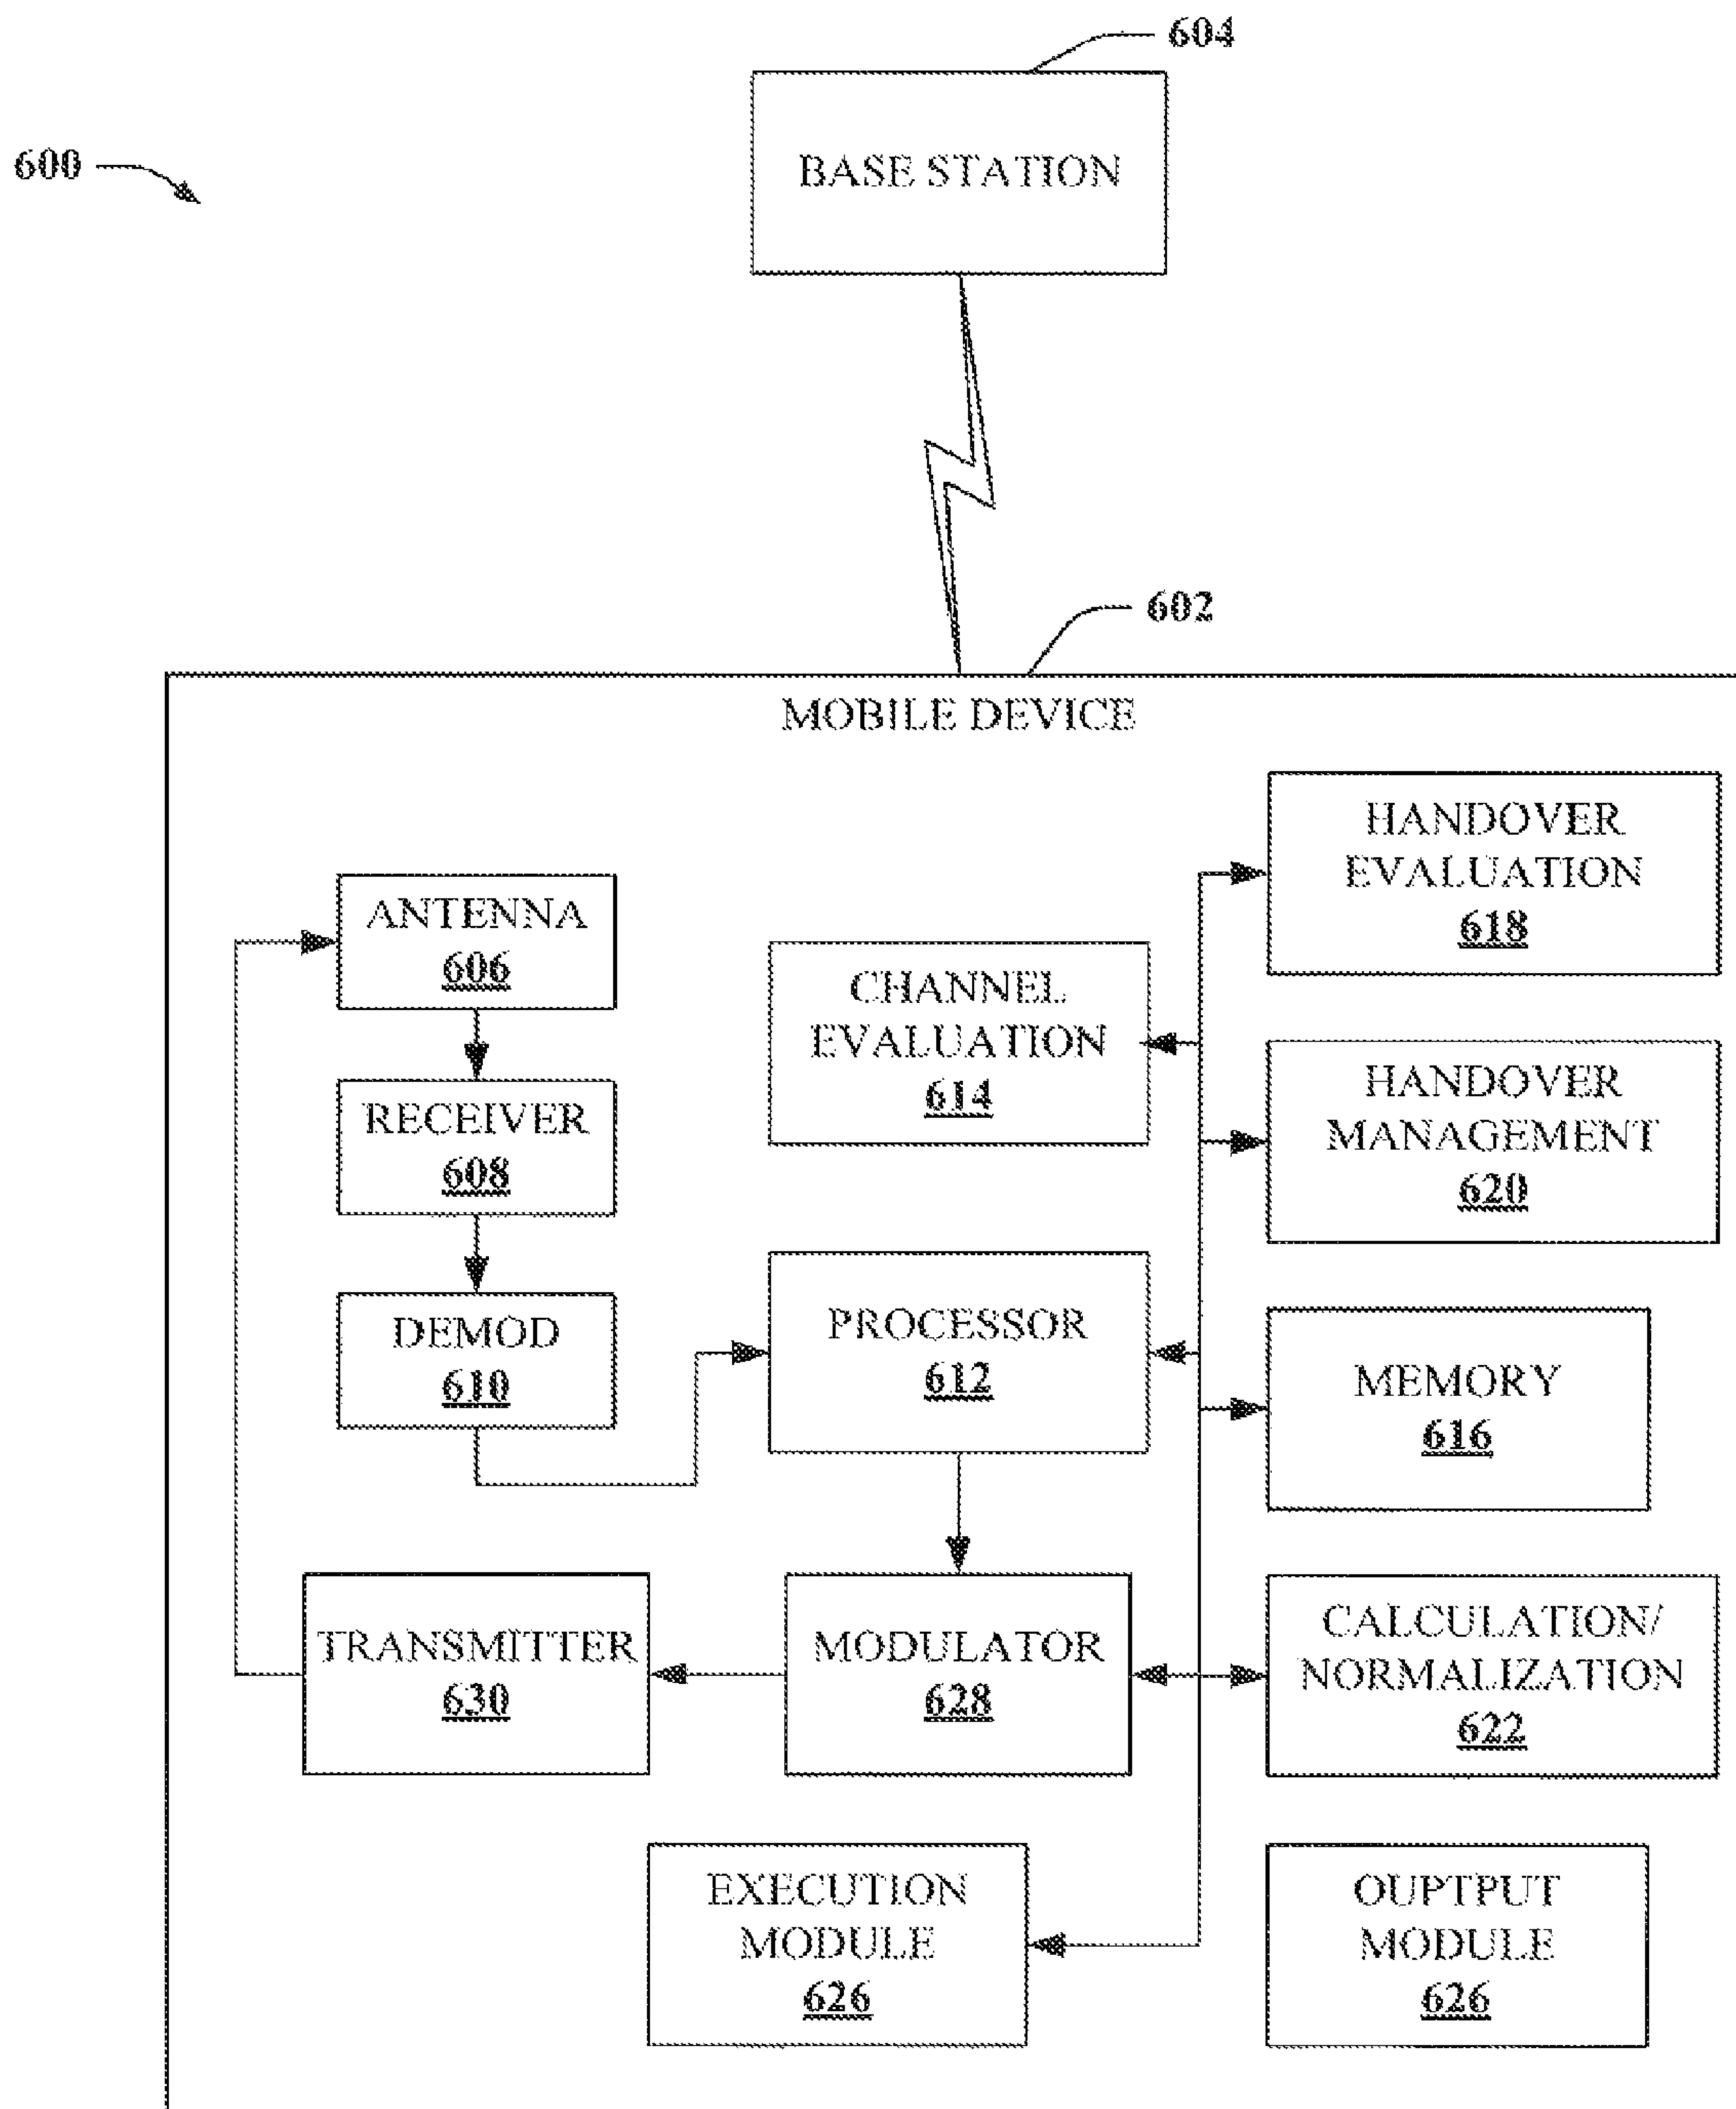 604
600
BASE STATION
602
MOBILE DEVICE
HANDOVER
EVALUATION
618
ANTENNA
606
CHANNEL
EVALUATION
614
HANDOVER
MANAGEMENT
620
RECEIVER
608
DEMOD
610
PROCESSOR
612
MEMORY
616
TRANSMITTER
630
MODULATOR
628
CALCULATION/
NORMALIZATION
622
EXECUTION
MODULE
626
OUPTPUT
MODULE
626